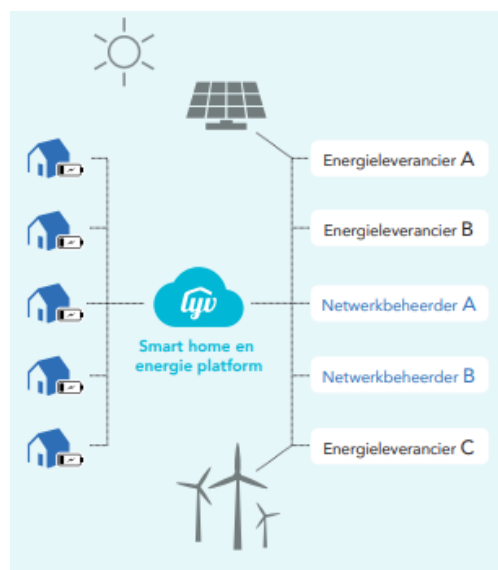 Energieleverancier A
Energieleverancier B
lyv
Netwerkbeheerder A
Smart home en
energie platform
Netwerkbeheerder B
Energieleverancier C